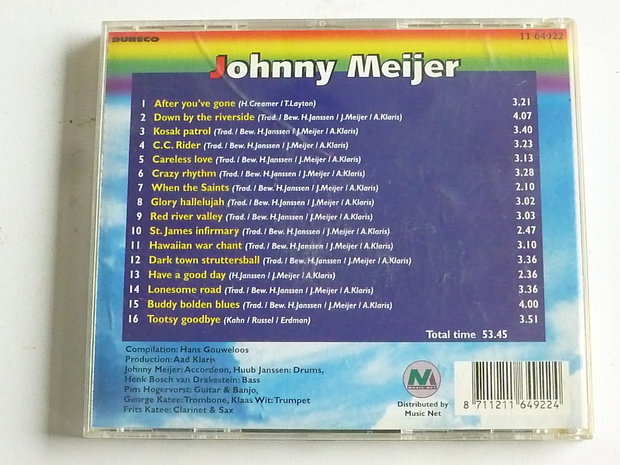 DURECO 11 64922
Johnny Meijer
1 After you've gone (H.Creamer / T.Layton) 3,21
2 Down by the riverside (Trad. / Bew. H.Janssen / J.Meijer / A.Klaris) 4.07
3 Kosak patrol (Trad. / Bew. H.Janssen / J.Meijer / A.Klaris) 3.40
4 C.C. Rider (Trad. / Bew. H.Janssen / J.Meijer / A.Klaris) 3.23
5 Careless love (Trad. / Bew. H.Janssen / J.Meijer / A.Klaris) 3.13
6 Crazy rhythm (Trad. / Bew. H.Janssen / J.Meijer / A.Klaris) 3.28
7 When the Saints (Trad. / Bew. H.Janssen / J.Meijer / A.Klaris) 2.10
8 Glory hallelujah (Trad. / Bew. H.Janssen / J.Meijer / A.Klaris) 3.02
9 Red river valley (Trad. / Bew. H.Janssen / J.Meijer / A.Klaris) 3.03
10 St. James infirmary (Trad. / Bew. H.Janssen / J.Meijer / A.Klaris) 2.47
11 Hawaiian war chant (Trad. / Bew. H.Janssen / J.Meijer / A.Klaris) 3.10
12 Dark town struttersball (Trad. / Bew. H.Janssen / J.Meijer / A.Klaris) 3.36
13 Have a good day (H.Janssen / J.Meijer / A.Klaris) 2.36
14 Lonesome road (Trad. / Bew. H.Janssen / J.Meijer / A.Klaris) 3.36
15 Buddy bolden blues (Trad. / Bew. H.Janssen / J.Meijer / A.Klaris) 4.00
16 Tootsy goodbye (Kahn / Russel / Erdman) 3.51
Total time 53.45
Compilation: Hans Gouweloos
Production: Aad Klaris
Johnny Meijer: Accordeon, Huub Janssen: Drums,
Henk Bosch van Drakestein: Bass
Pim Hogervorst: Guitar & Banjo,
George Katee: Trombone, Klaas Wit: Trumpet
Frits Katee: Clarinet & Sax
M
MUSIC NET
Distributed by
Music Net
8 711211 649224